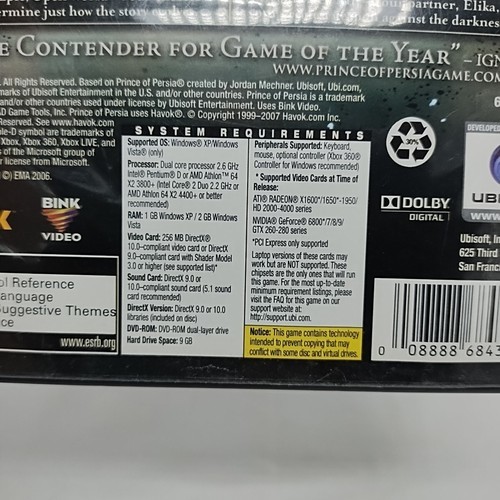 ermine just how the story
partner, Elika,
against the darkness
E CONTENDER FOR GAME OF THE YEAR" – IGN
WWW.PRINCEOFPERSIAGAME.CO
All Rights Reserved. Based on Prince of Persia® created by Jordan Mechner. Ubisoft, Ubi.com,
marks of Ubisoft Entertainment in the U.S. and/or other countries. Prince of Persia is a trademark
and/or other countries used under license by Ubisoft Entertainment. Uses Bink Video.
AD Game Tools, Inc. Prince of Persia uses Havok®. © Copyright 1999–2007 Havok.com Inc.
Reserved. See www.havok.com
ble-D symbol are trademarks of
Xbox, Xbox 360, Xbox LIVE, and
s of the Microsoft group of
r license from Microsoft.
©) EMA 2006.
BINK
VIDEO
ol Reference
anguage
Suggestive Themes
ce
www.esrb.org
SYSTEM REQUIREMENTS
Supported OS: Windows® XP/Windows
Vista® (only)
Processor: Dual core processor 2.6 GHz
Intel® Pentium® D or AMD Athlon™ 64
X2 3800+ (Intel Core® 2 Duo 2.2 GHz or
AMD Athlon 64 X2 4400+ or better
recommended)
RAM: 1 GB Windows XP / 2 GB Windows
Vista
Video Card: 256 MB DirectX®
10.0–compliant video card or DirectX
9.0–compliant card with Shader Model
3.0 or higher (see supported list)*
Sound Card: DirectX 9.0 or
10.0–compliant sound card (5.1 sound
card recommended)
DirectX Version: DirectX 9.0 or 10.0
libraries (included on disc)
DVD-ROM: DVD-ROM dual-layer drive
Hard Drive Space: 9 GB
Peripherals Supported: Keyboard,
mouse, optional controller (Xbox 360®
Controller for Windows recommended)
* Supported Video Cards at Time of
Release:
ATI® RADEON® X1600*/1650*-1950/
HD 2000-4000 series
NVIDIA® GeForce® 6800*/7/8/9/
GTX 260-280 series
*PCI Express only supported
Laptop versions of these cards may
work but are NOT supported. These
chipsets are the only ones that will run
this game. For the most up-to-date
minimum requirement listings, please
visit the FAQ for this game on our
support website at:
http://support.ubi.com.
Notice: This game contains technology
intended to prevent copying that may
conflict with some disc and virtual drives.
30%
DOLBY
DIGITAL
DEVELOPED
UBI
www.
Ubisoft, In
625 Third
San Franci
0 08888 6843